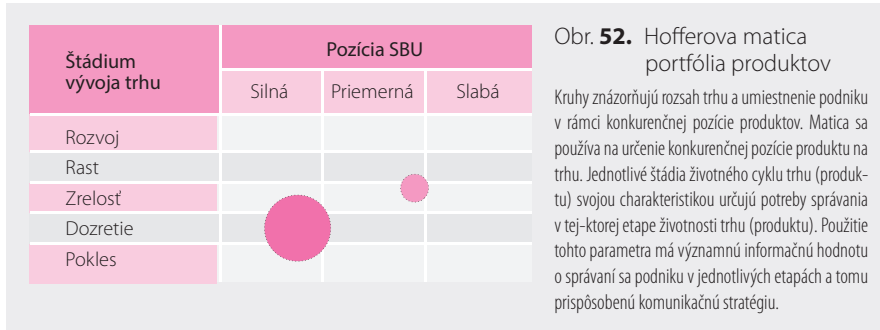 Štádium
vývoja trhu
Pozícia SBU
Silná Priemerná Slabá
Rozvoj
Rast
Zrelosť
Dozretie
Pokles
Obr. 52. Hofferova matica
portfólia produktov
Kruhy znázorňujú rozsah trhu a umiestnenie podniku
v rámci konkurenčnej pozície produktov. Matica sa
používa na určenie konkurenčnej pozície produktu na
trhu. Jednotlivé štádia životného cyklu trhu (produk-
tu) svojou charakteristikou určujú potreby správania
v tej-ktorej etape životnosti trhu (produktu). Použitie
tohto parametra má významnú informačnú hodnotu
o správaní sa podniku v jednotlivých etapách a tomu
prispôsobenú komunikačnú stratégiu.